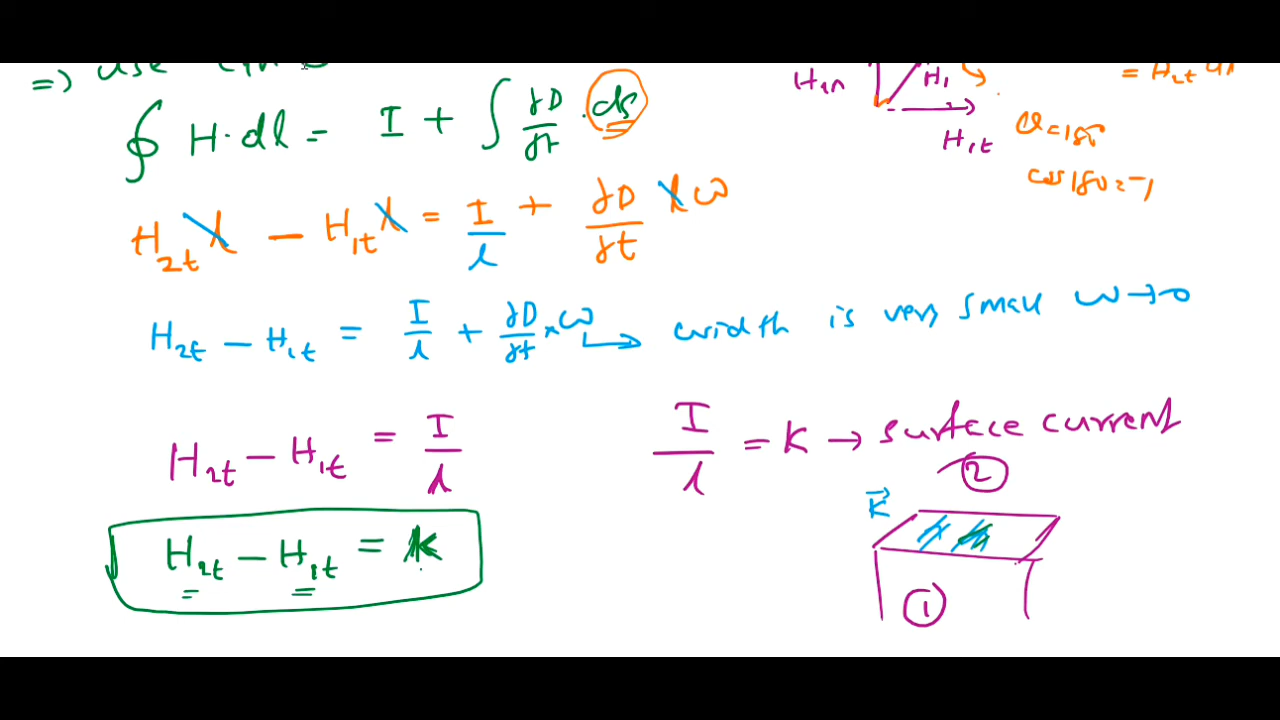 => use
∮ H·dl = I + ∫ ∂D/∂t · ds
H2t l − H1t l = I/l + ∂D/∂t × l ω
H2t − H1t = I/l + ∂D/∂t × ω → width is very small ω→0
H2t − H1t = I/l
I/l = K → surface current
H2t − H1t = K
H1n
H1
H1t
= H2t
θ=180
cos180=-1
②
K
①